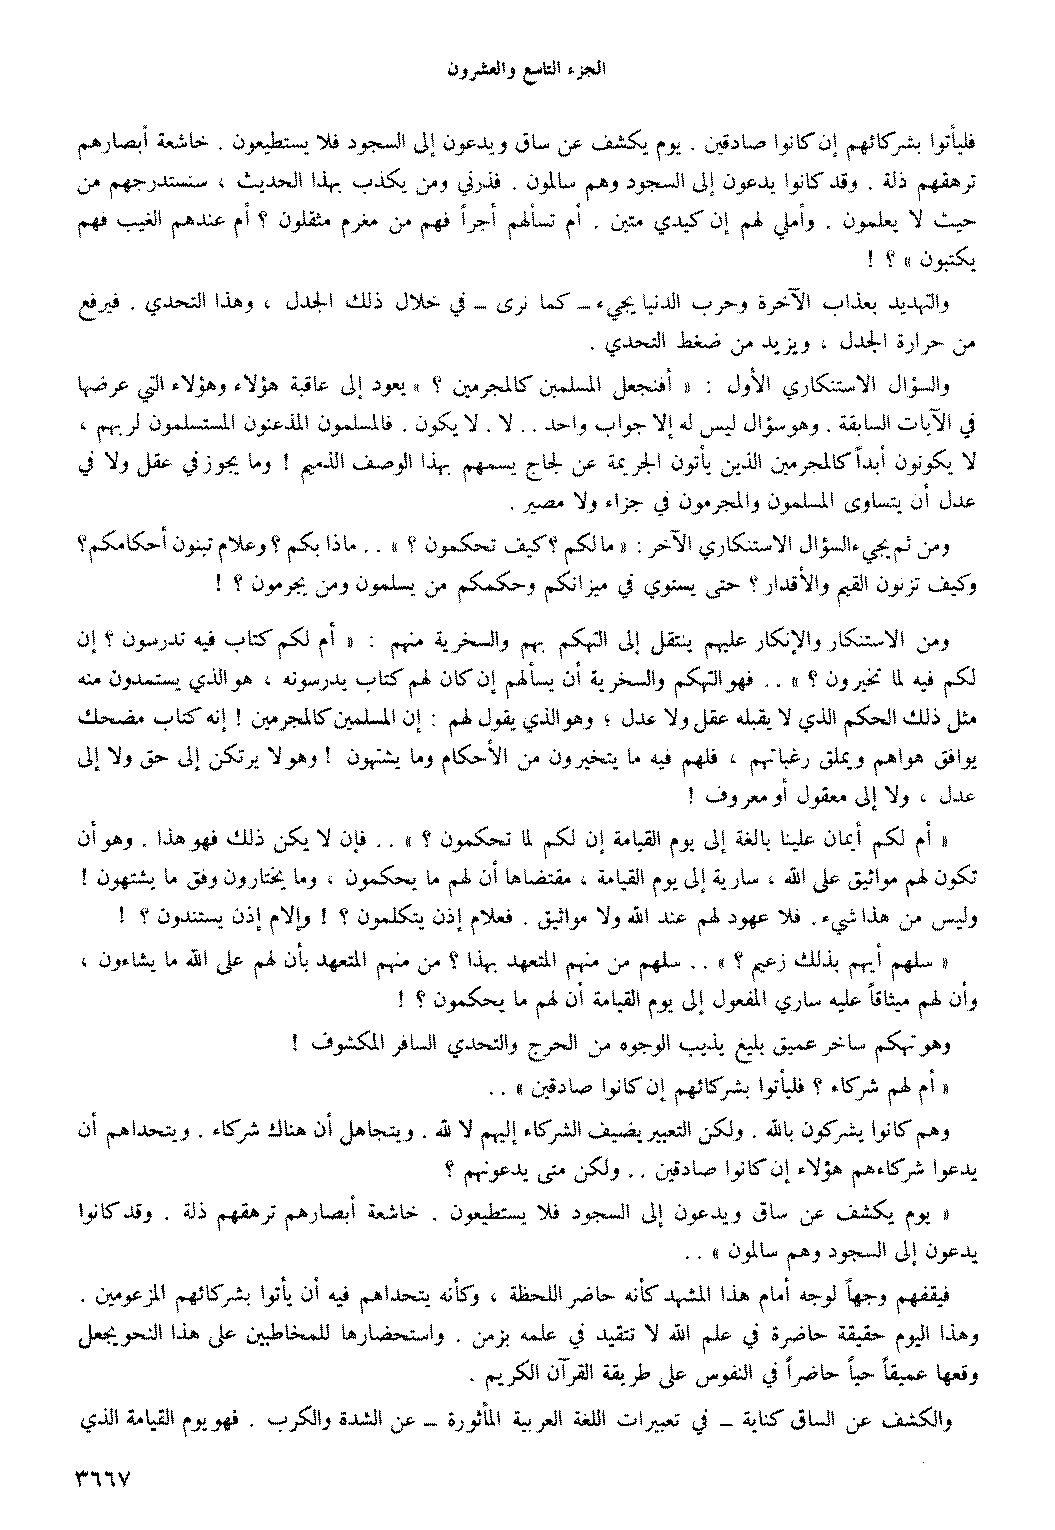 الجزء التاسع والعشرون
فليأتوا بشركائهم إن كانوا صادقين . يوم يكشف عن ساق ويدعون إلى السجود فلا يستطيعون . خاشعة أبصارهم
ترهقهم ذلة . وقد كانوا يدعون إلى السجود وهم سالمون . فذرني ومن يكذب بهذا الحديث ، سنستدرجهم من
حيث لا يعلمون . وأملي لهم إن كيدي متين . أم تسألهم أجراً فهم من مغرم مثقلون ؟ أم عندهم الغيب فهم
يكتبون » ؟ !
والتهديد بعذاب الآخرة وحرب الدنيا يجيء ــ كما نرى ــ في خلال ذلك الجدل ، وهذا التحدي . فيرفع
من حرارة الجدل ، ويزيد من ضغط التحدي .
والسؤال الاستنكاري الأول : « أفنجعل المسلمين كالمجرمين ؟ » يعود إلى عاقبة هؤلاء وهؤلاء التي عرضها
في الآيات السابقة . وهو سؤال ليس له إلا جواب واحد . . لا . لا يكون . فالمسلمون المذعنون المستسلمون لربهم ،
لا يكونون أبداً كالمجرمين الذين يأتون الجريمة عن لجاج يسمهم بهذا الوصف الذميم ! وما يجوز في عقل ولا في
عدل أن يتساوى المسلمون والمجرمون في جزاء ولا مصير .
ومن ثم يجيء السؤال الاستنكاري الآخر : « مالكم ؟ كيف تحكمون ؟ » . . ماذا بكم ؟ وعلام تبنون أحكامكم ؟
وكيف تزنون القيم والأقدار ؟ حتى يستوي في ميزانكم وحكمكم من يسلمون ومن يجرمون ؟ !
ومن الاستنكار والإنكار عليهم ينتقل إلى التهكم بهم والسخرية منهم : « أم لكم كتاب فيه تدرسون ؟ إن
لكم فيه لما تخيرون ؟ » . . فهو التهكم والسخرية أن يسألهم إن كان لهم كتاب يدرسونه ، هو الذي يستمدون منه
مثل ذلك الحكم الذي لا يقبله عقل ولا عدل ؛ وهو الذي يقول لهم : إن المسلمين كالمجرمين ! إنه كتاب مضحك
يوافق هواهم ويملق رغباتهم ، فلهم فيه ما يتخيرون من الأحكام وما يشتهون ! وهو لا يرتكن إلى حق ولا إلى
عدل ، ولا إلى معقول أو معروف !
« أم لكم أيمان علينا بالغة إلى يوم القيامة إن لكم لما تحكمون ؟ » . . فإن لا يكن ذلك فهو هذا . وهو أن
تكون لهم مواثيق على الله ، سارية إلى يوم القيامة ، مقتضاها أن لهم ما يحكمون ، وما يختارون وفق ما يشتهون !
وليس من هذا شيء . فلا عهود لهم عند الله ولا مواثيق . فعلام إذن يتكلمون ؟ ! وإلام إذن يستندون ؟ !
« سلهم أيهم بذلك زعيم ؟ » . . سلهم من منهم المتعهد بهذا ؟ من منهم المتعهد بأن لهم على الله ما يشاءون ،
وأن لهم ميثاقاً عليه ساري المفعول إلى يوم القيامة أن لهم ما يحكمون ؟ !
وهو تهكم ساخر عميق بليغ يذيب الوجوه من الحرج والتحدي السافر المكشوف !
« أم لهم شركاء ؟ فليأتوا بشركائهم إن كانوا صادقين » . .
وهم كانوا يشركون بالله . ولكن التعبير يضيف الشركاء إليهم لا لله . ويتجاهل أن هناك شركاء . ويتحداهم أن
يدعوا شركاءهم هؤلاء إن كانوا صادقين . . ولكن متى يدعونهم ؟
« يوم يكشف عن ساق ويدعون إلى السجود فلا يستطيعون . خاشعة أبصارهم ترهقهم ذلة . وقد كانوا
يدعون إلى السجود وهم سالمون » . .
فيقفهم وجهاً لوجه أمام هذا المشهد كأنه حاضر اللحظة ، وكأنه يتحداهم فيه أن يأتوا بشركائهم المزعومين .
وهذا اليوم حقيقة حاضرة في علم الله لا تتقيد في علمه بزمن . واستحضارها للمخاطبين على هذا النحو يجعل
وقعها عميقاً حياً حاضراً في النفوس على طريقة القرآن الكريم .
والكشف عن الساق كناية ــ في تعبيرات اللغة العربية المأثورة ــ عن الشدة والكرب . فهو يوم القيامة الذي
٣٦٦٧